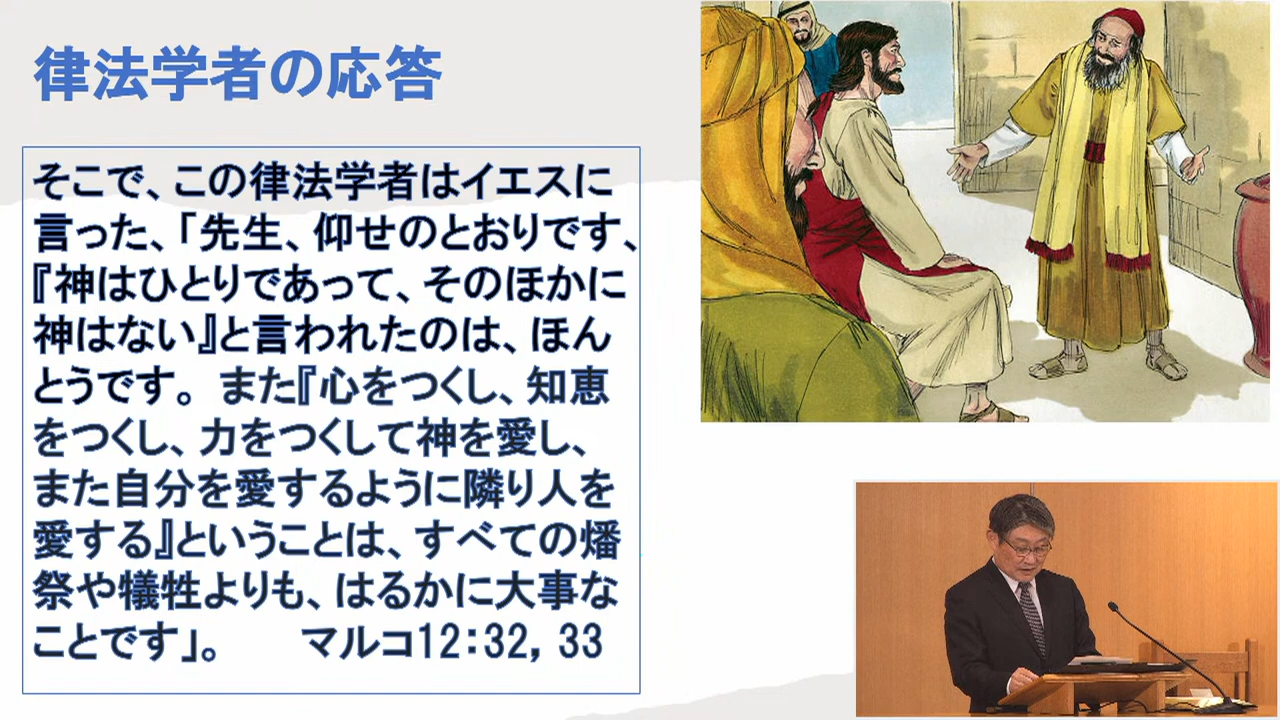 律法学者の応答
そこで、この律法学者はイエスに
言った、「先生、仰せのとおりです、
『神はひとりであって、そのほかに
神はない』と言われたのは、ほん
とうです。また『心をつくし、知恵
をつくし、力をつくして神を愛し、
また自分を愛するように隣り人を
愛する』ということは、すべての燔
祭や犠牲よりも、はるかに大事な
ことです」。　　マルコ12：32，33